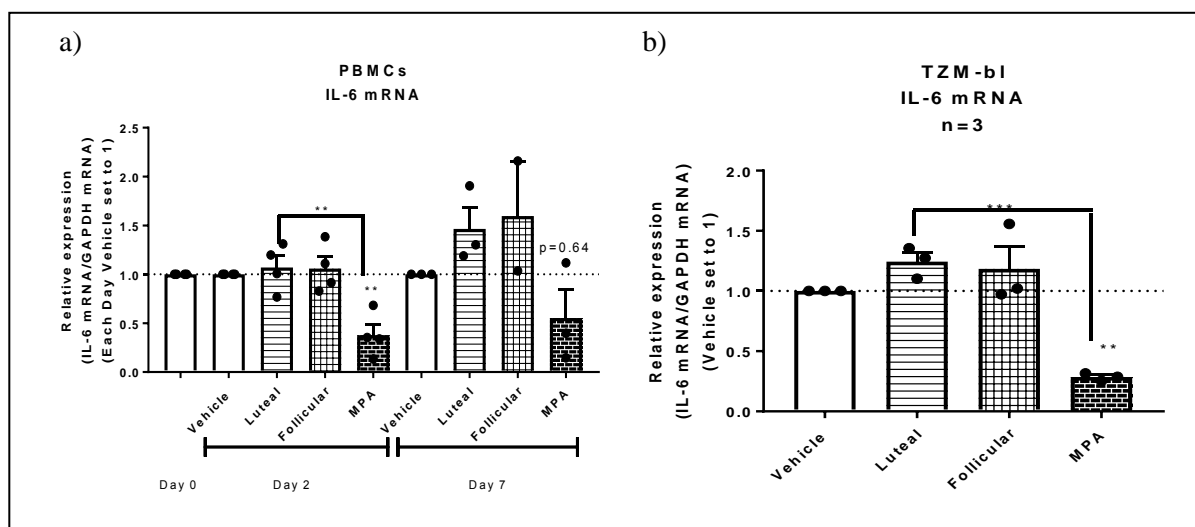 a)
PBMCs
IL-6 mRNA
Relative expression
(IL-6 mRNA/GAPDH mRNA)
(Each Day Vehicle set to 1)
2.5
2.0
1.5
1.0
0.5
0.0
**
**
p=0.64
Vehicle
Luteal
Follicular
MPA
Vehicle
Luteal
Follicular
MPA
Day 0
Day 2
Day 7
b)
TZM-bl
IL-6 mRNA
n=3
Relative expression
(IL-6 mRNA/GAPDH mRNA)
(Vehicle set to 1)
2.0
1.5
1.0
0.5
0.0
***
**
Vehicle
Luteal
Follicular
MPA